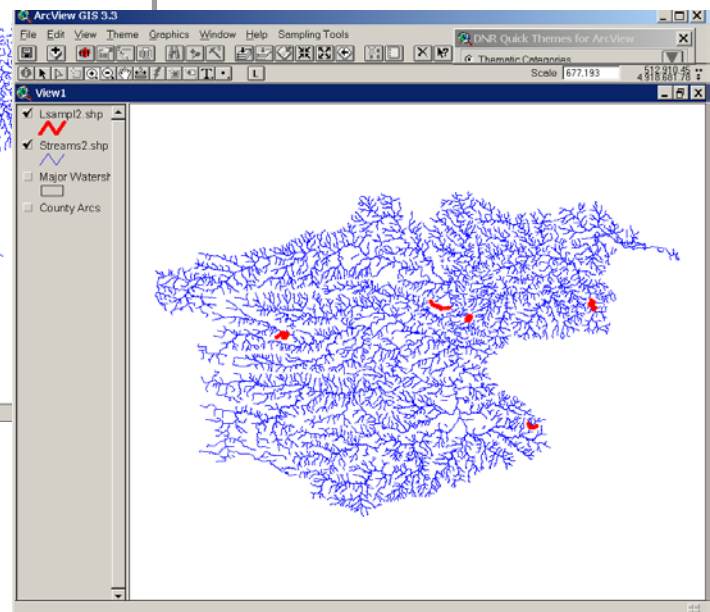 ArcView GIS 3.3
File Edit View Theme Graphics Window Help Sampling Tools
DNR Quick Themes for ArcView
Thematic Categories
T.
L
Scale 677,193
512,910.45
4,918,681.78
View1
Lsampl2.shp
Streams2.shp
Major Watersh
County Arcs